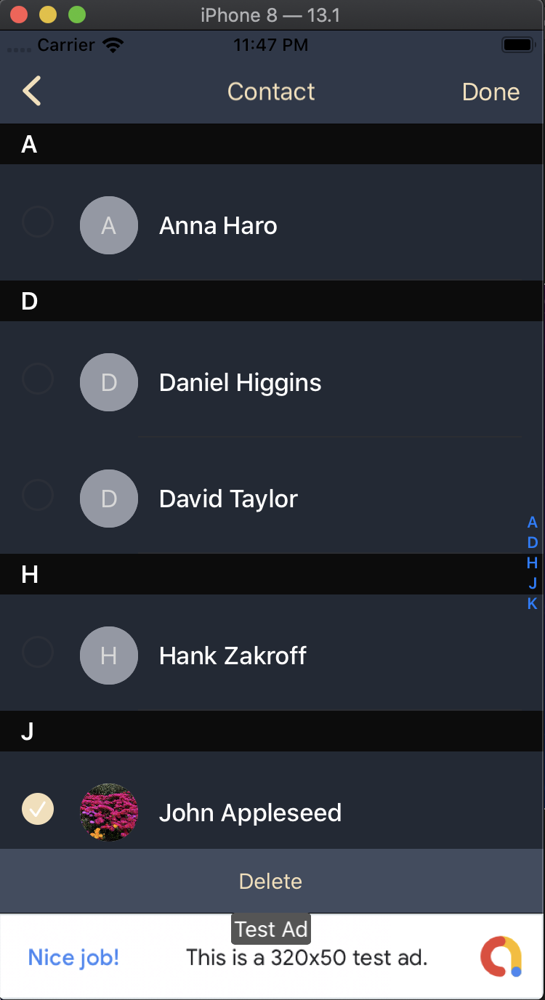 iPhone 8 — 13.1
Carrier 11:47 PM
Contact Done
A
A Anna Haro
D
D Daniel Higgins
D David Taylor
A
D
H
J
K
H
H Hank Zakroff
J
John Appleseed
Delete
Test Ad
Nice job! This is a 320x50 test ad.